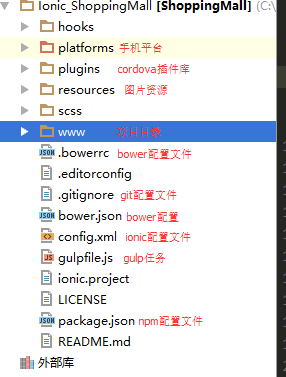 Ionic_ShoppingMall [ShoppingMall] (C:\
hooks
platforms 手机平台
plugins cordova插件库
resources 图片资源
scss
www 项目目录
.bowerrc bower配置文件
.editorconfig
.gitignore git配置文件
bower.json bower配置
config.xml ionic配置文件
gulpfile.js gulp任务
ionic.project
LICENSE
package.json npm配置文件
README.md
外部库